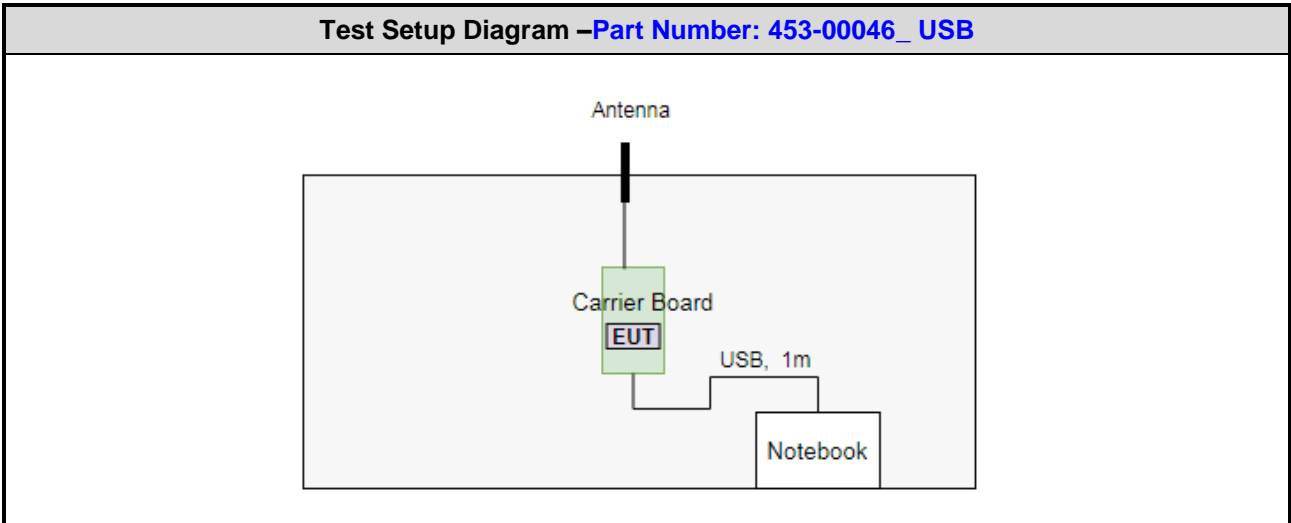 Test Setup Diagram –Part Number: 453-00046_ USB
Antenna
Carrier Board
EUT
USB, 1m
Notebook